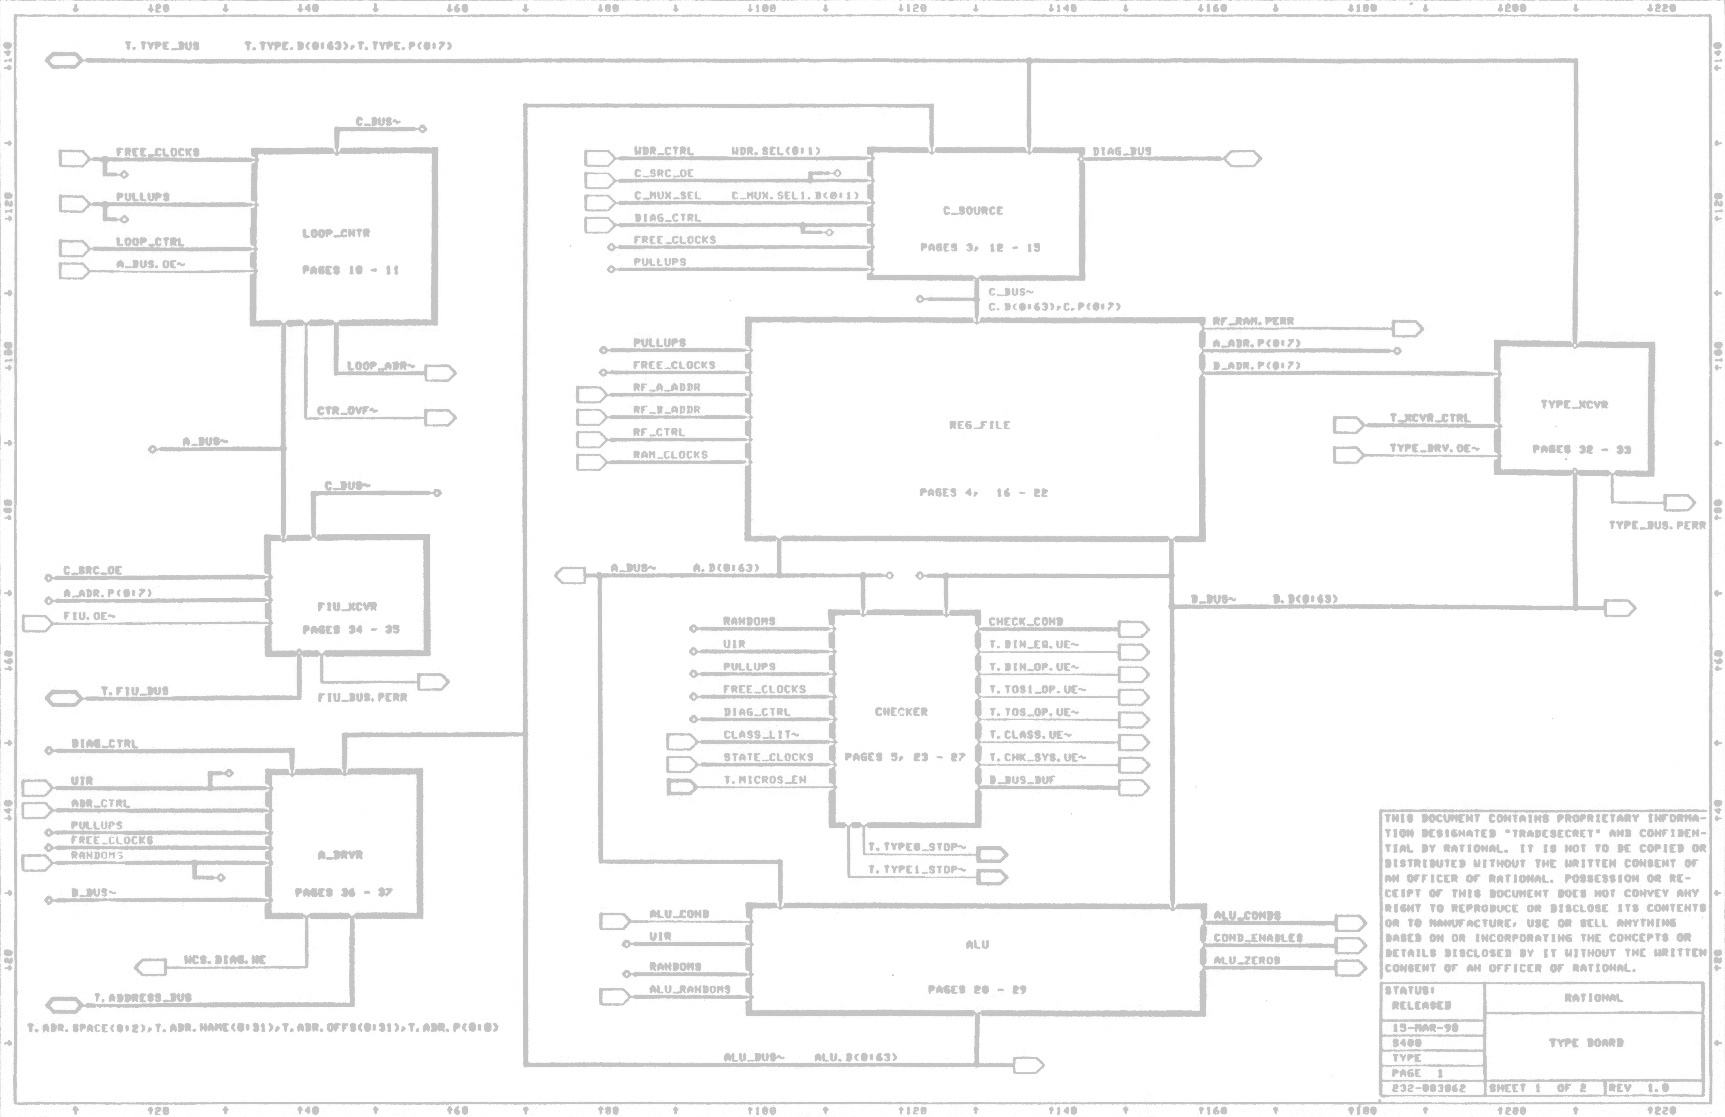 T.TYPE_BUS T.TYPE.B(0:63),T.TYPE.P(0:7)
C_BUS~
FREE_CLOCKS
PULLUPS
LOOP_CTRL
A_BUS.OE~
LOOP_CNTR
PAGES 10 - 11
LOOP_ADR~
CTR_OVF~
A_BUS~
C_BUS~
C_SRC_OE
A_ADR.P(0:7)
FIU.OE~
FIU_XCVR
PAGES 34 - 35
T.FIU_BUS
FIU_BUS.PERR
DIAG_CTRL
UIR
ADR_CTRL
PULLUPS
FREE_CLOCKS
RANDOMS
B_BUS~
A_DRVR
PAGES 36 - 37
WCS.DIAG.WE
T.ADDRESS_BUS
T.ADR.SPACE(0:2),T.ADR.NAME(0:31),T.ADR.OFFS(0:31),T.ADR.P(0:8)
WDR_CTRL WDR.SEL(0:1)
C_SRC_OE
C_MUX_SEL C_MUX.SEL1.B(0:1)
DIAG_CTRL
FREE_CLOCKS
PULLUPS
C_SOURCE
PAGES 3, 12 - 15
DIAG_BUS
C_BUS~
C.B(0:63),C.P(0:7)
PULLUPS
FREE_CLOCKS
RF_A_ADDR
RF_B_ADDR
RF_CTRL
RAM_CLOCKS
REG_FILE
PAGES 4, 16 - 22
RF_RAM.PERR
A_ADR.P(0:7)
B_ADR.P(0:7)
T_XCVR_CTRL
TYPE_DRV.OE~
TYPE_XCVR
PAGES 32 - 33
TYPE_BUS.PERR
A_BUS~ A.B(0:63)
B_BUS~ B.B(0:63)
RANDOMS
UIR
PULLUPS
FREE_CLOCKS
DIAG_CTRL
CLASS_LIT~
STATE_CLOCKS
T.MICROS_EN
CHECKER
PAGES 5, 23 - 27
CHECK_COND
T.BIN_EQ.UE~
T.BIN_OP.UE~
T.TOS1_OP.UE~
T.TOS_OP.UE~
T.CLASS.UE~
T.CHK_SYS.UE~
B_BUS_BUF
T.TYPE0_STOP~
T.TYPE1_STOP~
ALU_COND
UIR
RANDOMS
ALU_RANDOMS
ALU
PAGES 28 - 29
ALU_CONDS
COND_ENABLES
ALU_ZEROS
ALU_BUS~ ALU.B(0:63)
THIS DOCUMENT CONTAINS PROPRIETARY INFORMA-
TION DESIGNATED "TRADESECRET" AND CONFIDEN-
TIAL BY RATIONAL. IT IS NOT TO BE COPIED OR
DISTRIBUTED WITHOUT THE WRITTEN CONSENT OF
AN OFFICER OF RATIONAL. POSSESSION OR RE-
CEIPT OF THIS DOCUMENT DOES NOT CONVEY ANY
RIGHT TO REPRODUCE OR DISCLOSE ITS CONTENTS
OR TO MANUFACTURE, USE OR SELL ANYTHING
BASED ON OR INCORPORATING THE CONCEPTS OR
DETAILS DISCLOSED BY IT WITHOUT THE WRITTEN
CONSENT OF AN OFFICER OF RATIONAL.
STATUS:
RELEASED
RATIONAL
15-MAR-90
S400
TYPE BOARD
TYPE
PAGE 1
232-003062 SHEET 1 OF 2 REV 1.0